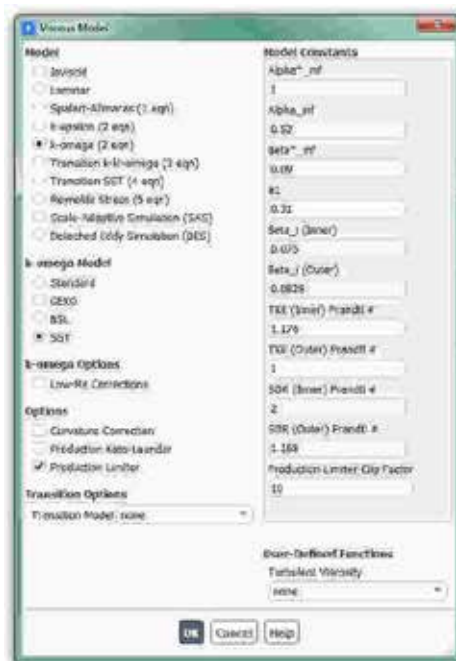 Viscous Model
Model
Inviscid
Laminar
Spalart-Allmaras (1 eqn)
k-epsilon (2 eqn)
k-omega (2 eqn)
Transition k-kl-omega (3 eqn)
Transition SST (4 eqn)
Reynolds Stress (5 eqn)
Scale-Adaptive Simulation (SAS)
Detached Eddy Simulation (DES)
k-omega Model
Standard
GEKO
BSL
SST
k-omega Options
Low-Re Corrections
Options
Curvature Correction
Production Kato-Launder
Production Limiter
Transition Options
Transition Model none
Model Constants
Alpha*_inf
1
Alpha_inf
0.52
Beta*_inf
0.09
a1
0.31
Beta_i (Inner)
0.075
Beta_i (Outer)
0.0828
TKE (Inner) Prandtl #
1.176
TKE (Outer) Prandtl #
1
SDR (Inner) Prandtl #
2
SDR (Outer) Prandtl #
1.168
Production Limiter Clip Factor
10
User-Defined Functions
Turbulent Viscosity
none
OK Cancel Help